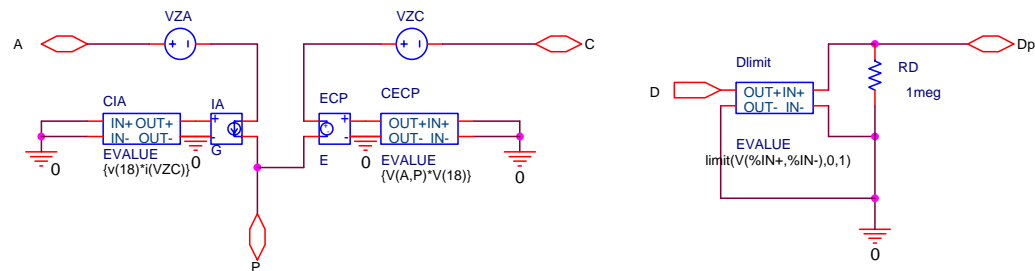 VZA
VZC
A
C
Dp
+ -
+ -
CIA
IA
ECP
CECP
Dlimit
RD
1meg
D
IN+ OUT+
IN- OUT-
+
-
+
-
OUT+ IN+
OUT- IN-
OUT+ IN+
OUT- IN-
0
0
0
0
EVALUE
{v(18)*i(VZC)}
G
E
EVALUE
{V(A,P)*V(18)}
EVALUE
limit(V(%IN+,%IN-),0,1)
0
P